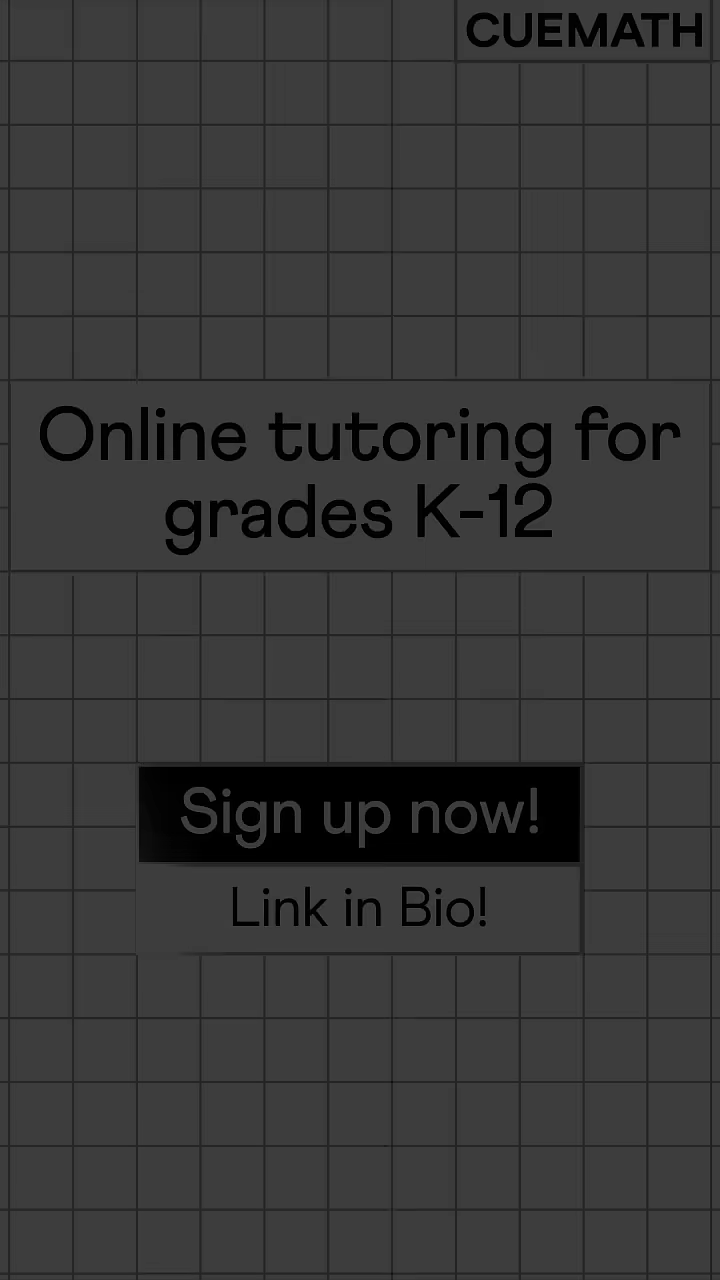 CUEMATH
Online tutoring for
grades K-12
Sign up now!
Link in Bio!